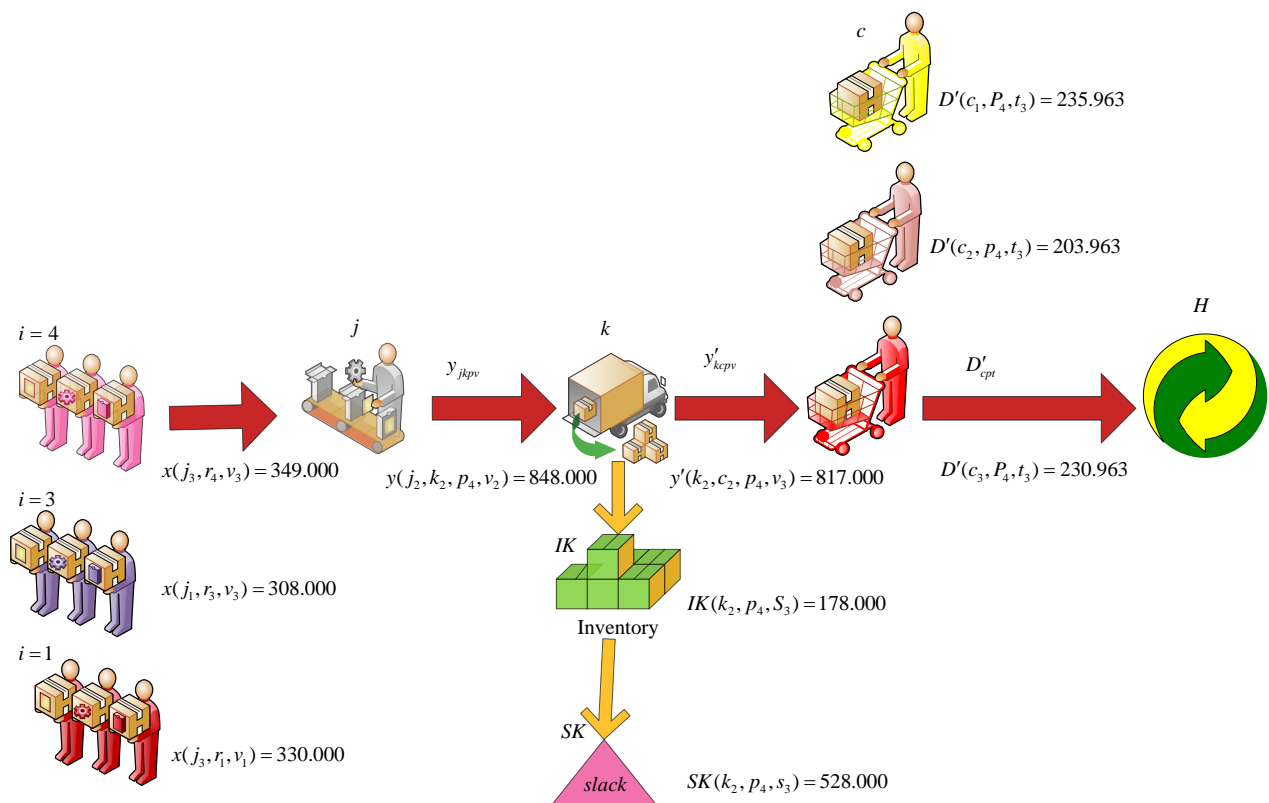 c
D′(c₁, P₄, t₃) = 235.963
D′(c₂, p₄, t₃) = 203.963
i = 4
j
k
H
y_jkpv
y′_kcpv
D′_cpt
x(j₃, r₄, v₃) = 349.000
y(j₂, k₂, p₄, v₂) = 848.000
y′(k₂, c₂, p₄, v₃) = 817.000
D′(c₃, P₄, t₃) = 230.963
i = 3
x(j₁, r₃, v₃) = 308.000
IK
IK(k₂, p₄, S₃) = 178.000
Inventory
i = 1
x(j₃, r₁, v₁) = 330.000
SK
slack
SK(k₂, p₄, s₃) = 528.000